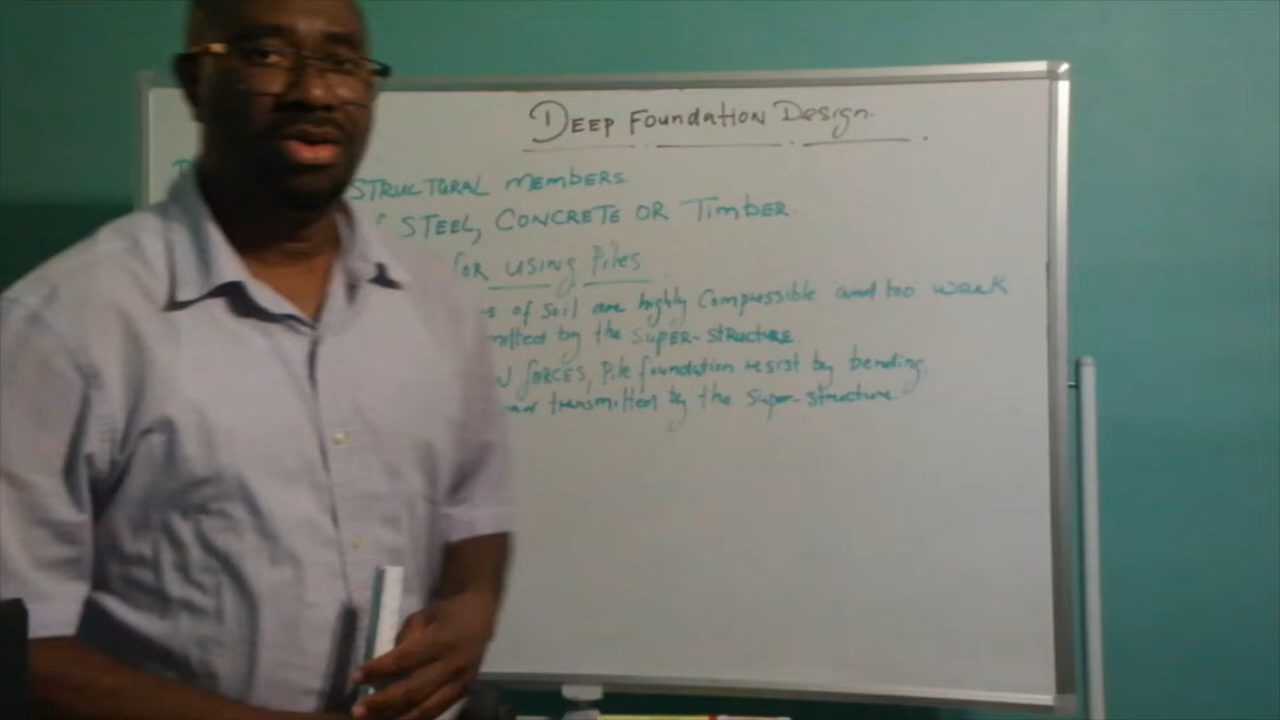 DEEP FOUNDATION DESIGN.
STRUCTURAL MEMBERS
STEEL, CONCRETE OR TIMBER.
FOR USING PILES
of soil are highly compressible and too weak
by the SUPER-STRUCTURE.
FORCES, Pile foundation resist by bending,
transmitted by the super-structure.